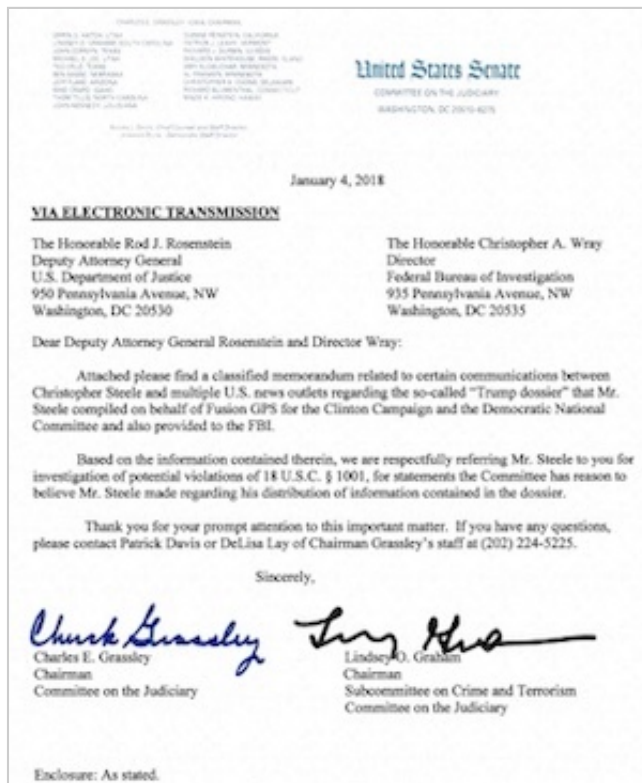 United States Senate
COMMITTEE ON THE JUDICIARY
WASHINGTON, DC 20510-6275
January 4, 2018
VIA ELECTRONIC TRANSMISSION
The Honorable Rod J. Rosenstein
Deputy Attorney General
U.S. Department of Justice
950 Pennsylvania Avenue, NW
Washington, DC 20530
The Honorable Christopher A. Wray
Director
Federal Bureau of Investigation
935 Pennsylvania Avenue, NW
Washington, DC 20535
Dear Deputy Attorney General Rosenstein and Director Wray:
Attached please find a classified memorandum related to certain communications between
Christopher Steele and multiple U.S. news outlets regarding the so-called “Trump dossier” that Mr.
Steele compiled on behalf of Fusion GPS for the Clinton Campaign and the Democratic National
Committee and also provided to the FBI.
Based on the information contained therein, we are respectfully referring Mr. Steele to you for
investigation of potential violations of 18 U.S.C. § 1001, for statements the Committee has reason to
believe Mr. Steele made regarding his distribution of information contained in the dossier.
Thank you for your prompt attention to this important matter. If you have any questions,
please contact Patrick Davis or DeLisa Lay of Chairman Grassley’s staff at (202) 224-5225.
Sincerely,
Chuck Grassley
Charles E. Grassley
Chairman
Committee on the Judiciary
Lindsey O. Graham
Chairman
Subcommittee on Crime and Terrorism
Committee on the Judiciary
Enclosure: As stated.